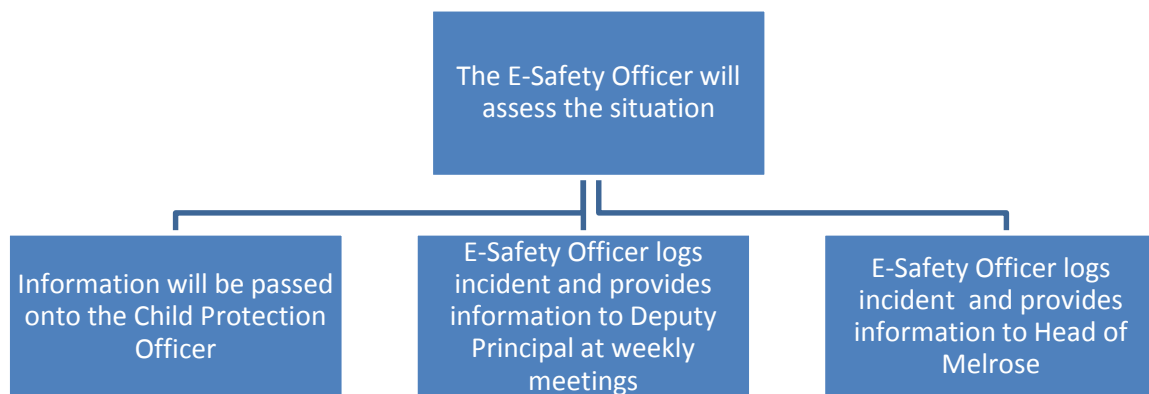 The E-Safety Officer will
assess the situation
Information will be passed
onto the Child Protection
Officer
E-Safety Officer logs
incident and provides
information to Deputy
Principal at weekly
meetings
E-Safety Officer logs
incident  and provides
information to Head of
Melrose